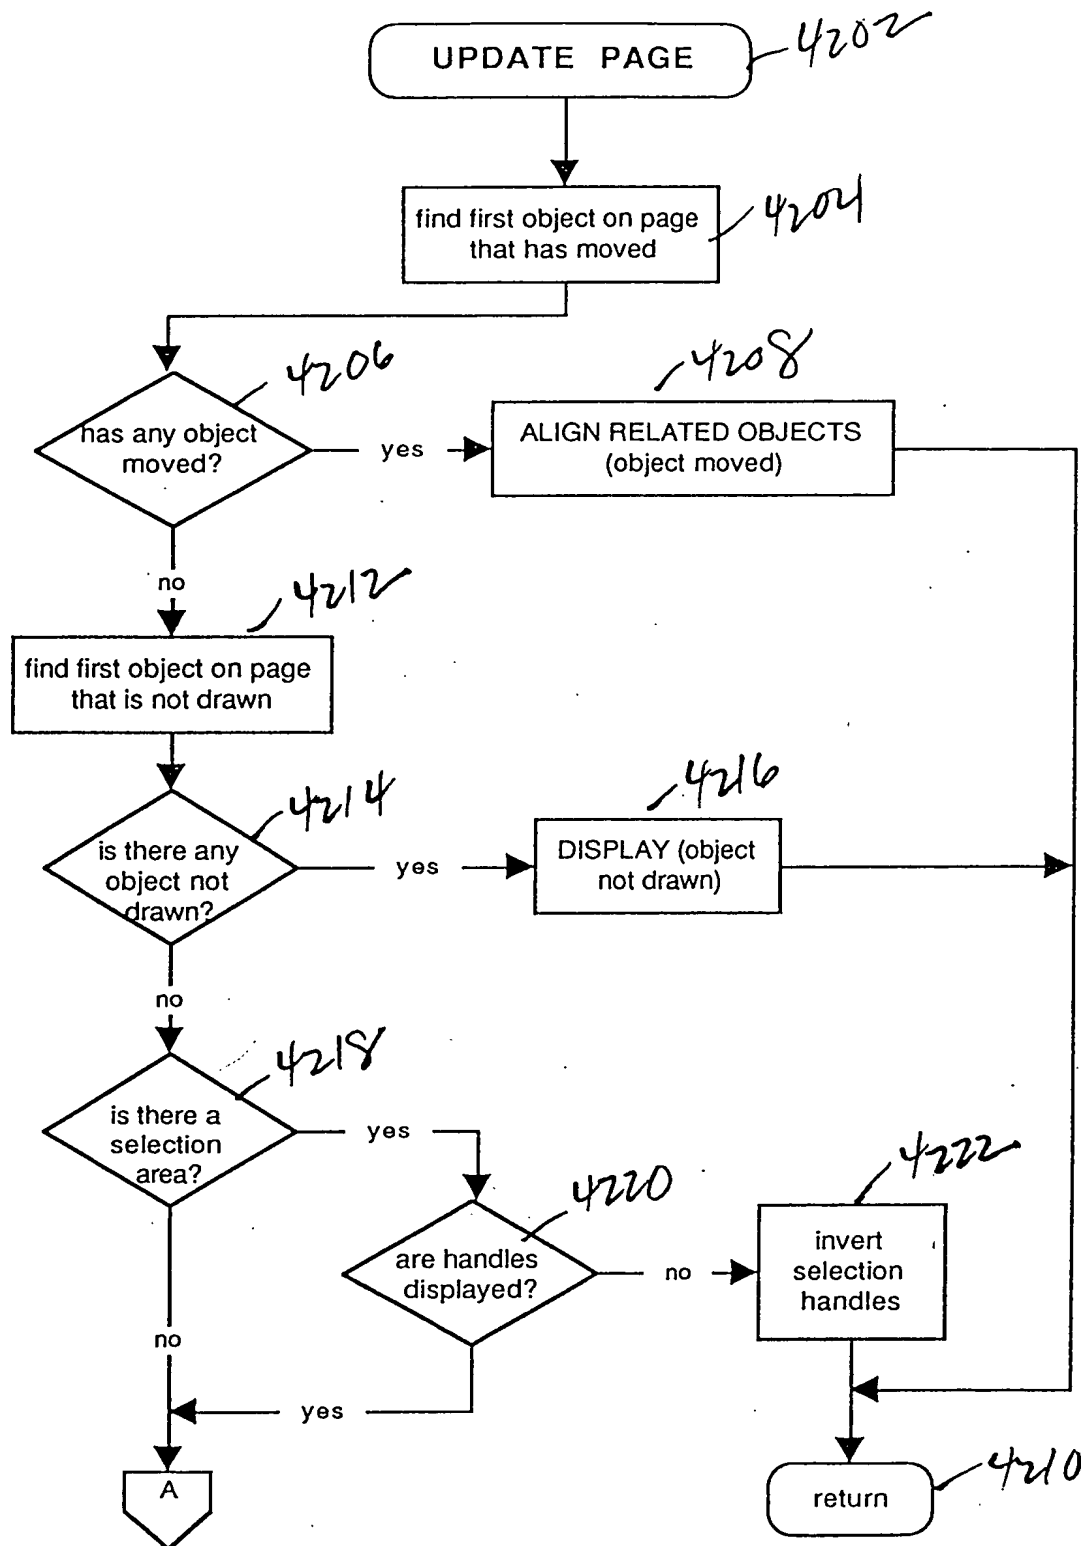 UPDATE PAGE
4202
find first object on page
that has moved
4204
4206
has any object
moved?
yes
4208
ALIGN RELATED OBJECTS
(object moved)
no
4212
find first object on page
that is not drawn
4214
is there any
object not
drawn?
yes
4216
DISPLAY (object
not drawn)
no
4218
is there a
selection
area?
yes
4220
are handles
displayed?
no
4222
invert
selection
handles
no
yes
A
return
4210